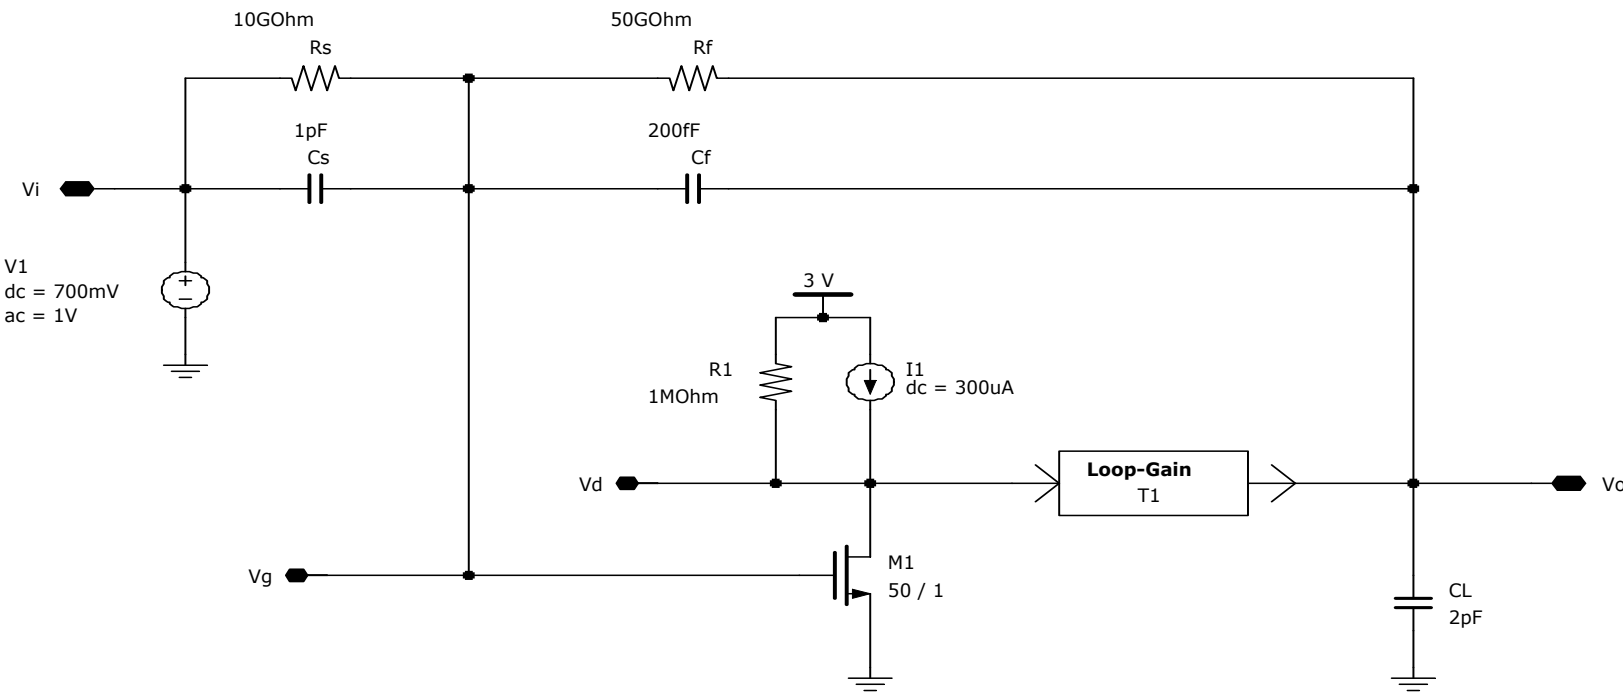 10GOhm
Rs
50GOhm
Rf
1pF
Cs
200fF
Cf
Vi
V1
dc = 700mV
ac = 1V
3 V
R1
1MOhm
I1
dc = 300uA
Vd
Loop-Gain
T1
Vo
Vg
M1
50 / 1
CL
2pF